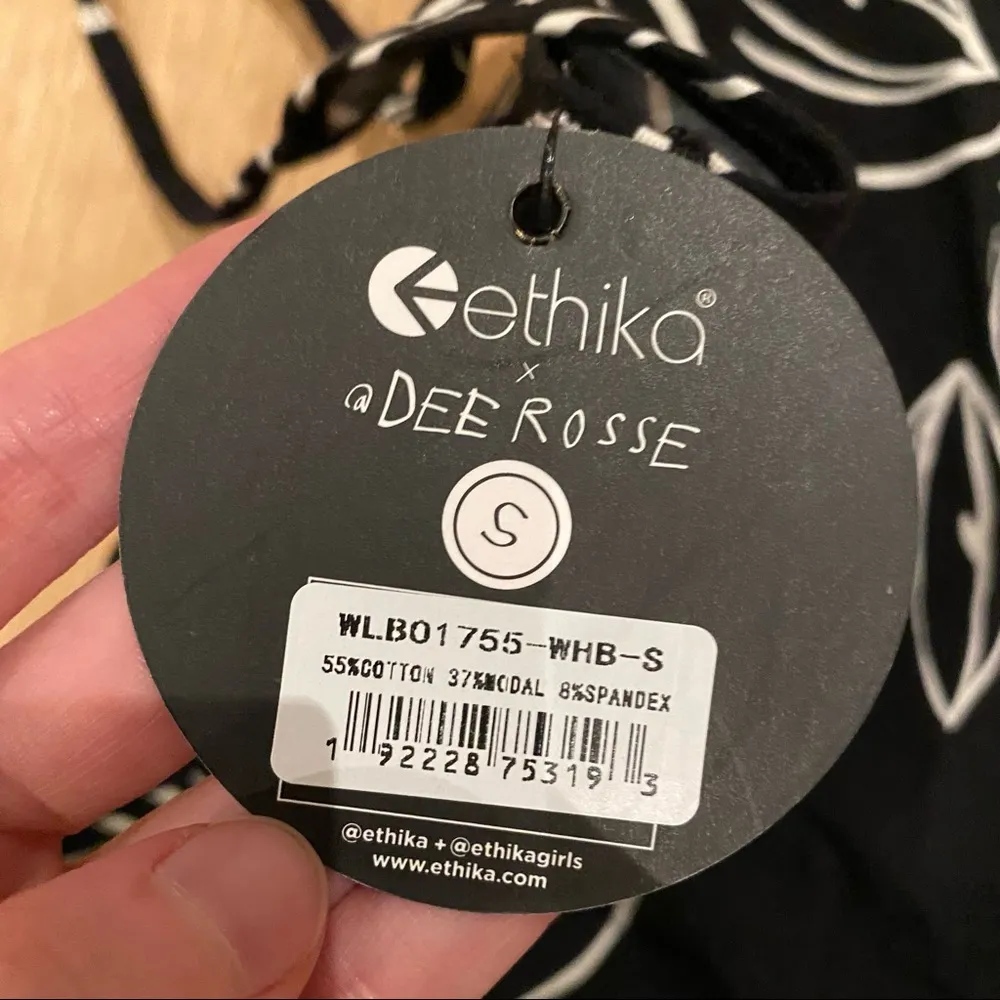 ethika®
x
@DEE ROSSE
S
WLB01755-WHB-S
55%COTTON 37%MODAL 8%SPANDEX
1 92228 75319 3
@ethika + @ethikagirls
www.ethika.com